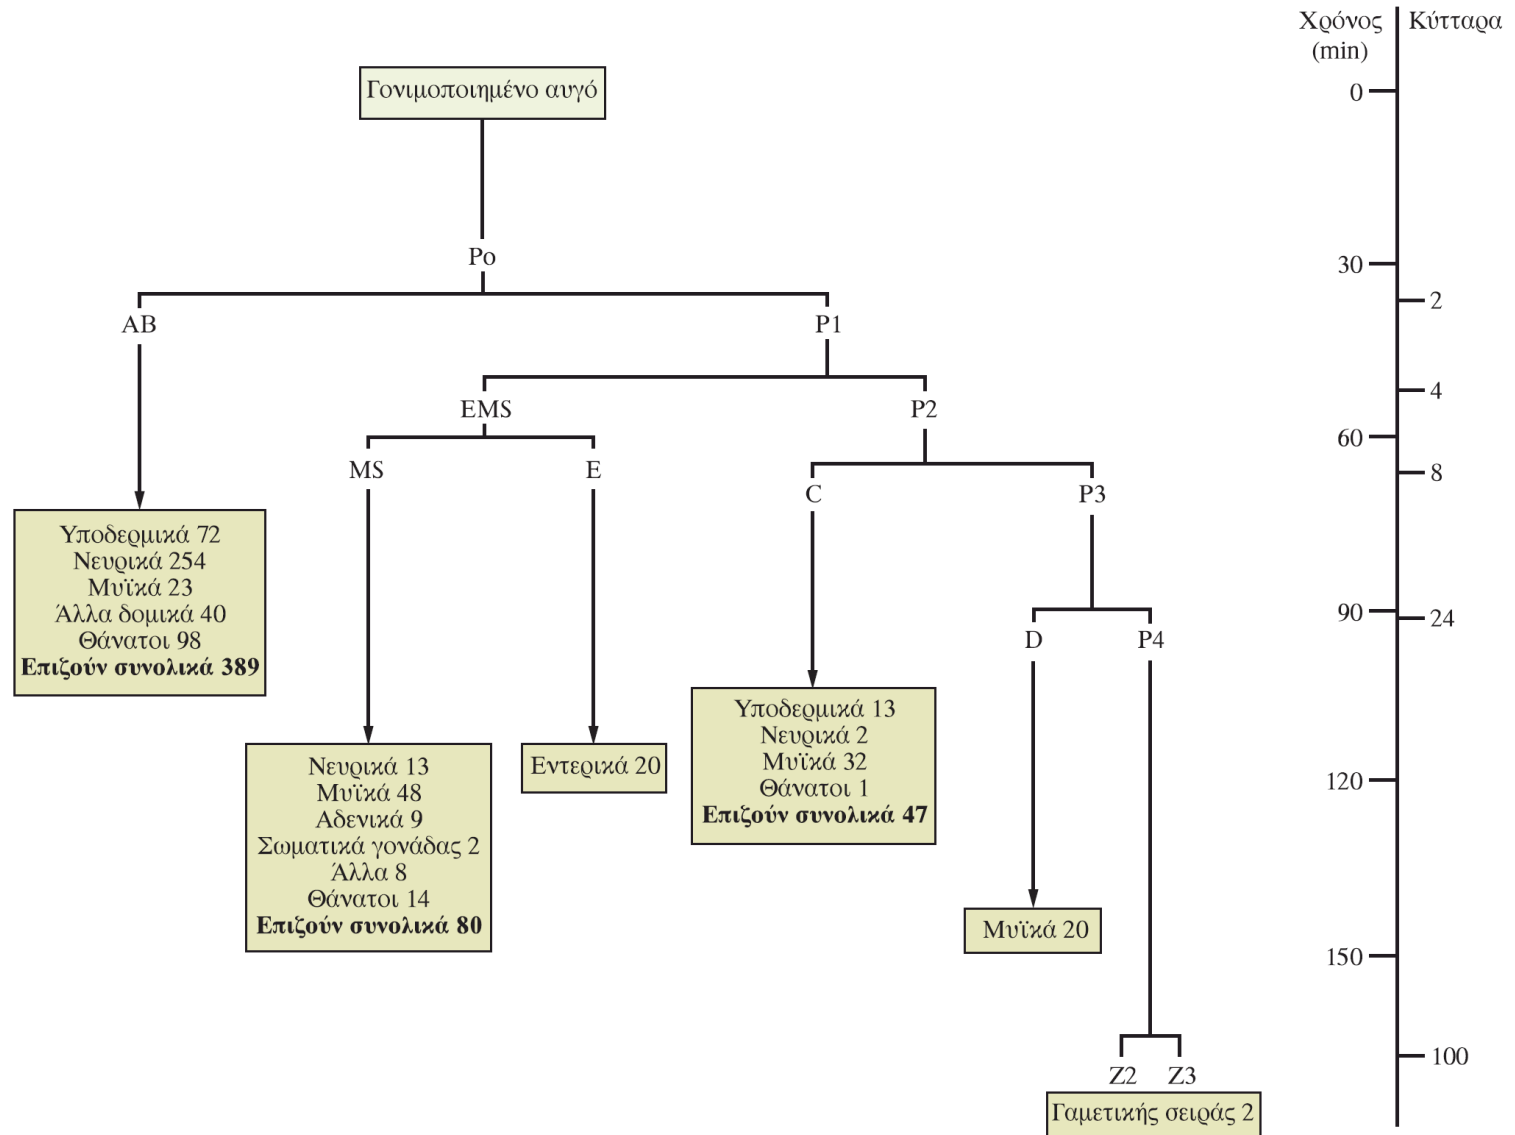 Χρόνος
(min)
Κύτταρα
Γονιμοποιημένο αυγό
0
Po
30
2
AB
P1
4
EMS
P2
60
MS
E
8
C
P3
Υποδερμικά 72
Νευρικά 254
Μυϊκά 23
Άλλα δομικά 40
Θάνατοι 98
Επιζούν συνολικά 389
90
24
D
P4
Υποδερμικά 13
Νευρικά 2
Μυϊκά 32
Θάνατοι 1
Επιζούν συνολικά 47
Νευρικά 13
Μυϊκά 48
Αδενικά 9
Σωματικά γονάδας 2
Άλλα 8
Θάνατοι 14
Επιζούν συνολικά 80
Εντερικά 20
120
Μυϊκά 20
150
100
Z2 Z3
Γαμετικής σειράς 2